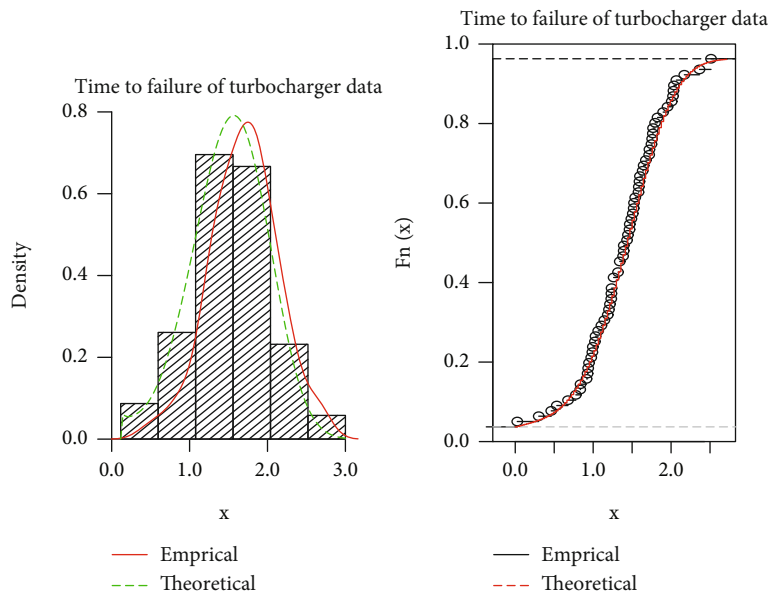 Time to failure of turbocharger data
0.8
0.6
0.4
0.2
0.0
Density
0.0 1.0 2.0 3.0
x
Emprical
Theoretical
Time to failure of turbocharger data
1.0
0.8
0.6
0.4
0.2
0.0
Fn (x)
0.0 1.0 2.0
x
Emprical
Theoretical